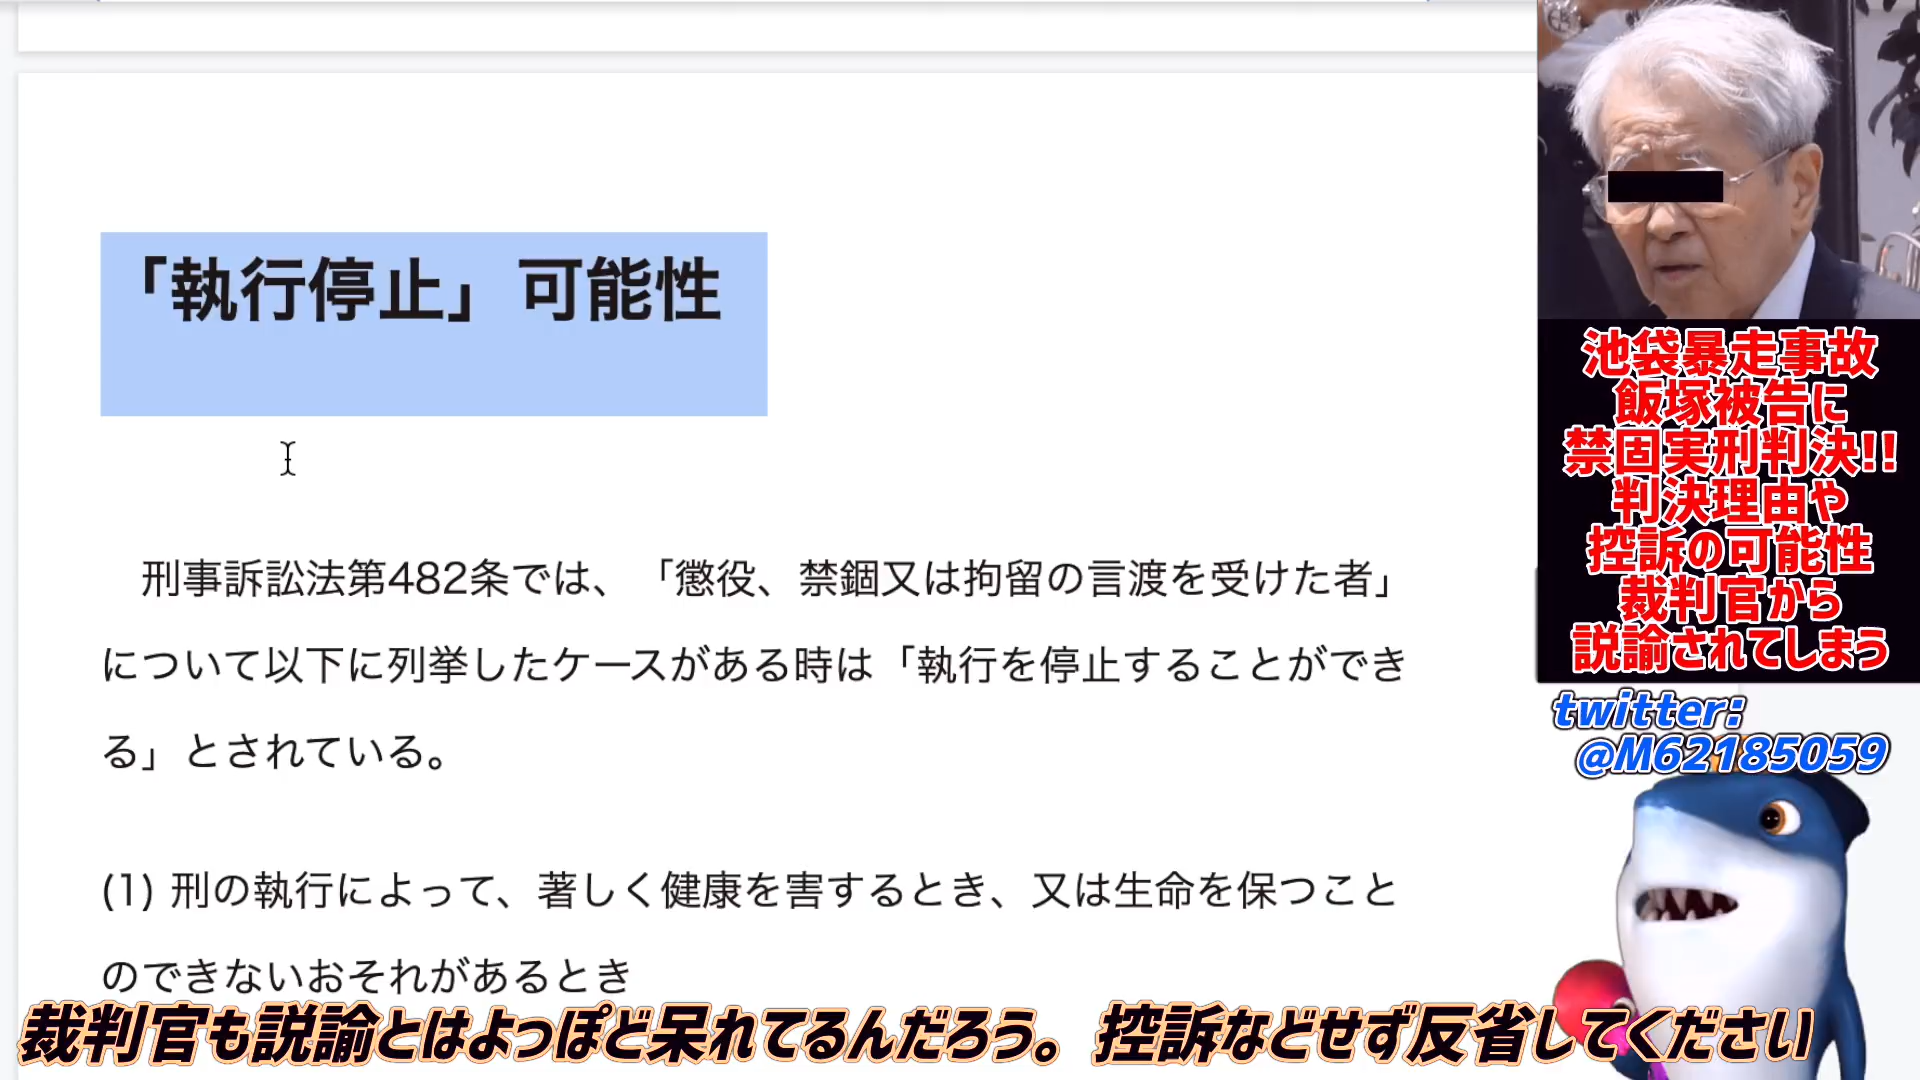 「執行停止」可能性
刑事訴訟法第482条では、「懲役、禁錮又は拘留の言渡を受けた者」
について以下に列挙したケースがある時は「執行を停止することができ
る」とされている。
(1) 刑の執行によって、著しく健康を害するとき、又は生命を保つこと
のできないおそれがあるとき
池袋暴走事故
飯塚被告に
禁固実刑判決!!
判決理由や
控訴の可能性
裁判官から
説諭されてしまう
twitter:
@M62185059
裁判官も説諭とはよっぽど呆れてるんだろう。控訴などせず反省してください